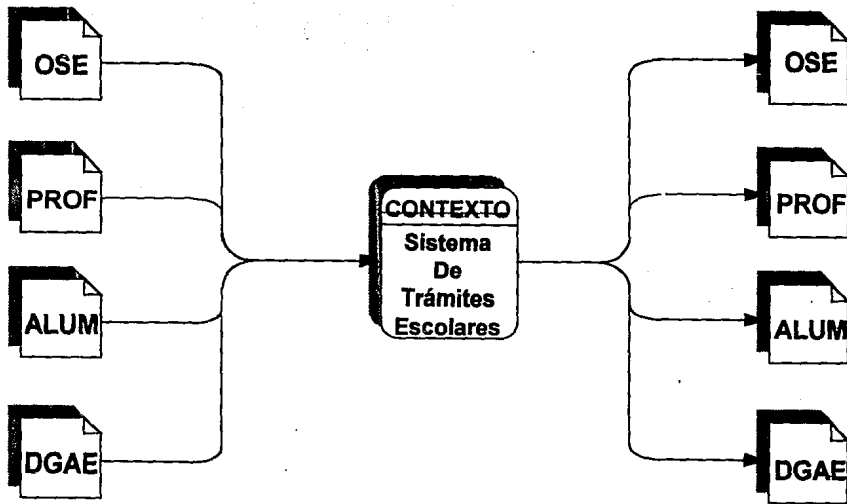 OSE
PROF
ALUM
DGAE
CONTEXTO
Sistema
De
Trámites
Escolares
OSE
PROF
ALUM
DGAE